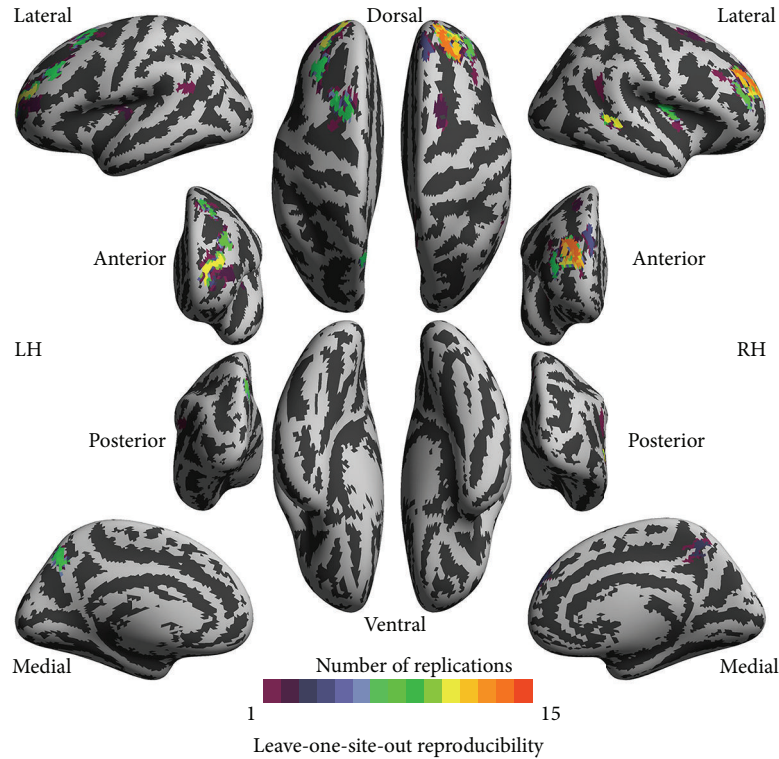 Lateral
Dorsal
Lateral
Anterior
Anterior
LH
RH
Posterior
Posterior
Ventral
Medial
Medial
Number of replications
1
15
Leave-one-site-out reproducibility